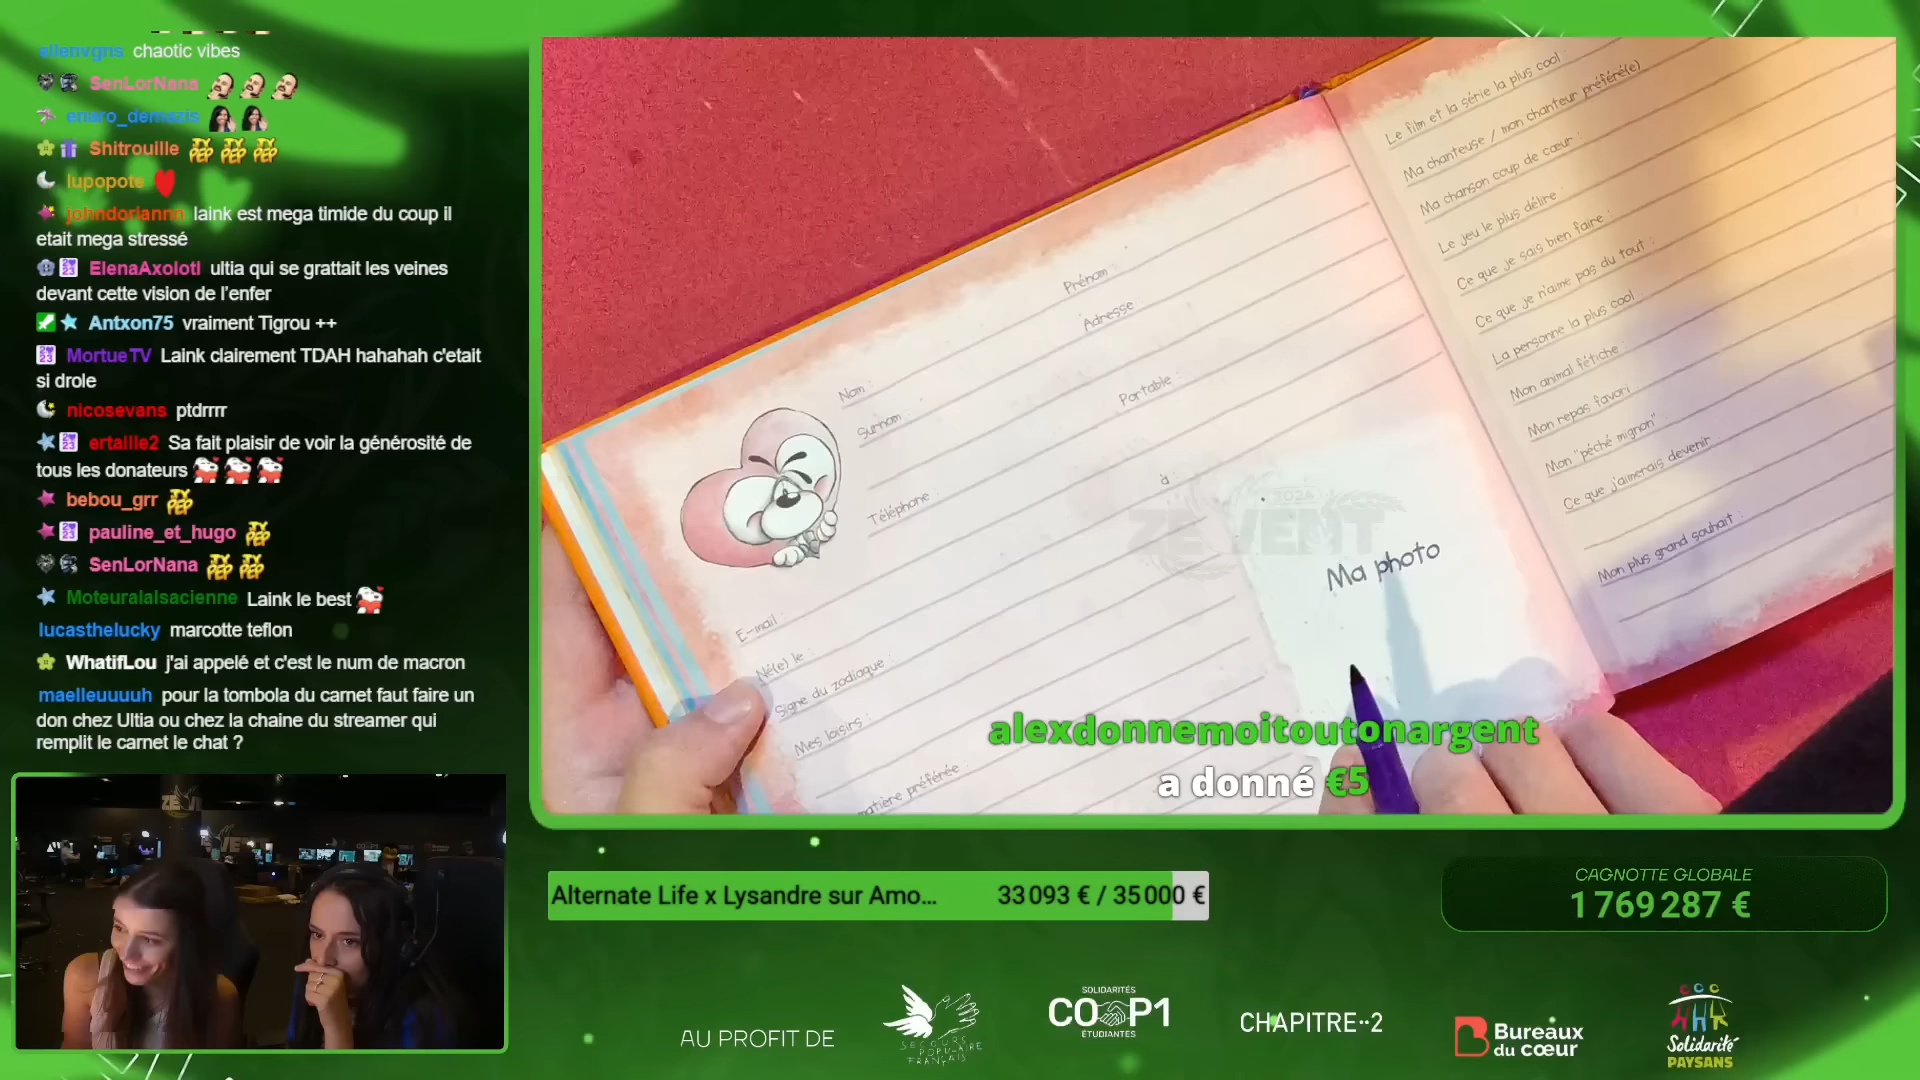 ellenvgns chaotic vibes
SenLorNana
enaro_demazis
Shitrouille
lupopote
johndoriannn laink est mega timide du coup il
etait mega stressé
ElenaAxolotl ultia qui se grattait les veines
devant cette vision de l'enfer
Antxon75 vraiment Tigrou ++
MortueTV Laink clairement TDAH hahahah c'etait
si drole
nicosevans ptdrrrr
ertaille2 Sa fait plaisir de voir la générosité de
tous les donateurs
bebou_grr
pauline_et_hugo
SenLorNana
Moteuralalsacienne Laink le best
lucasthelucky marcotte teflon
WhatifLou j'ai appelé et c'est le num de macron
maelleuuuuh pour la tombola du carnet faut faire un
don chez Ultia ou chez la chaine du streamer qui
remplit le carnet le chat ?
Nom :
Prénom :
Surnom :
Adresse :
Téléphone :
Portable :
E-mail :
à :
Né(e) le :
Signe du zodiaque :
Mes loisirs :
matière préférée :
2024
ZEVENT
Ma photo
Le film et la série la plus cool :
Ma chanteuse / mon chanteur préféré(e)
Ma chanson coup de cœur :
Le jeu le plus délire :
Ce que je sais bien faire :
Ce que je n'aime pas du tout :
La personne la plus cool
Mon animal fétiche :
Mon repas favori
Mon "péché mignon"
Ce que j'aimerais devenir
Mon plus grand souhait :
alexdonnemoitoutonargent
a donné €5
Alternate Life x Lysandre sur Amo... 33 093 € / 35 000 €
CAGNOTTE GLOBALE
1 769 287 €
AU PROFIT DE
SECOURS
POPULAIRE
FRANÇAIS
SOLIDARITÉS
CO P1
ÉTUDIANTES
CHAPITRE··2
Bureaux
du cœur
Solidarité
PAYSANS